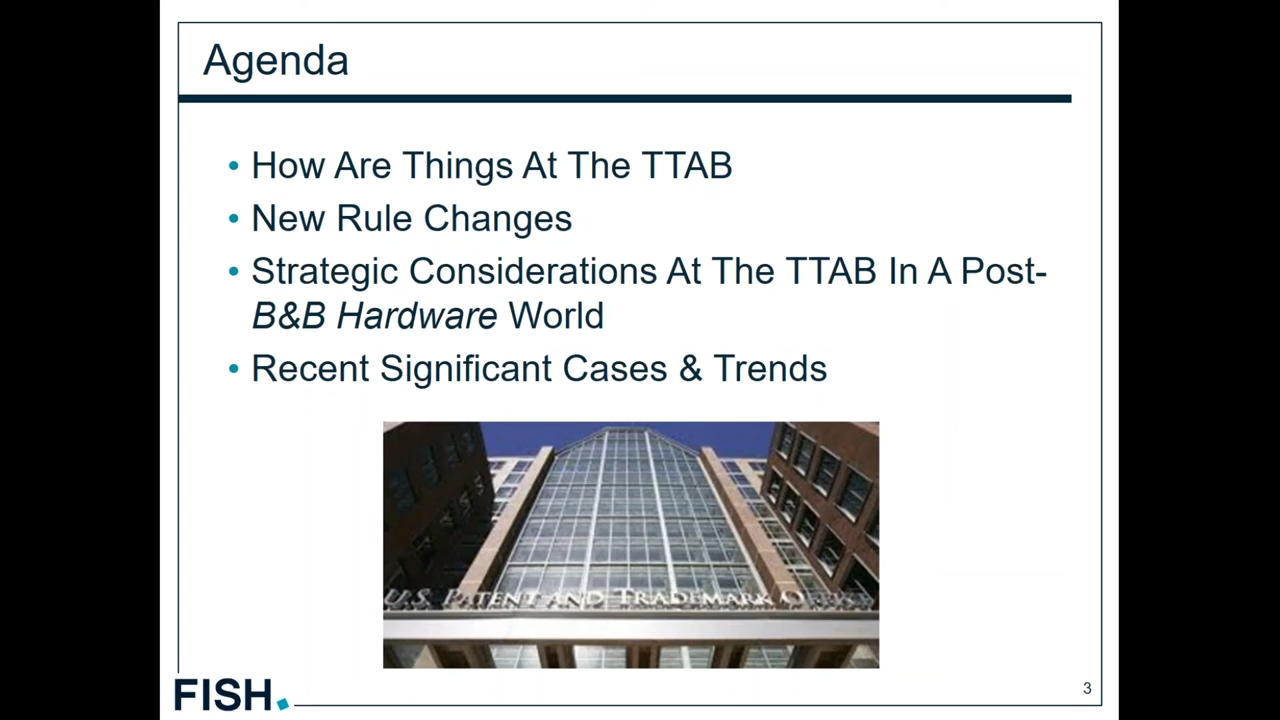 Agenda
• How Are Things At The TTAB
• New Rule Changes
• Strategic Considerations At The TTAB In A Post-
B&B Hardware World
• Recent Significant Cases & Trends
U.S. PATENT AND TRADEMARK OFFICE
FISH.
3